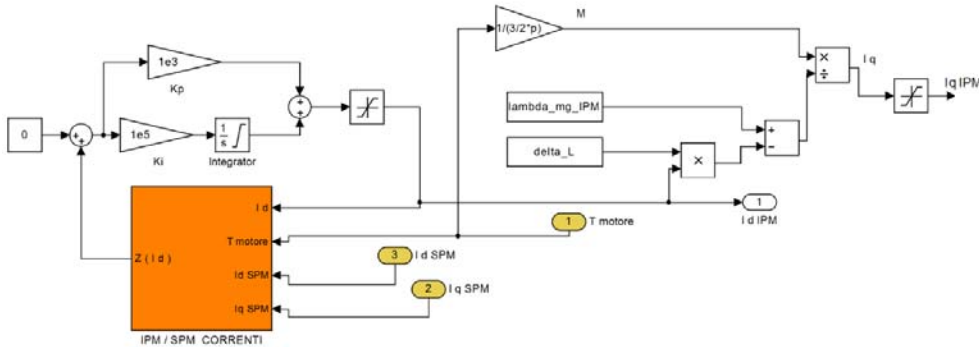 1/(3/2*p)
M
1e3
Kp
×
÷
I q
Iq IPM
+
+
lambda_mg_IPM
0
+
+
1e5
Ki
1
s
Integrator
+
−
delta_L
×
1
I d IPM
I d
1
T motore
T motore
Z ( I d )
3
I d SPM
Id SPM
2
I q SPM
Iq SPM
IPM / SPM CORRENTI